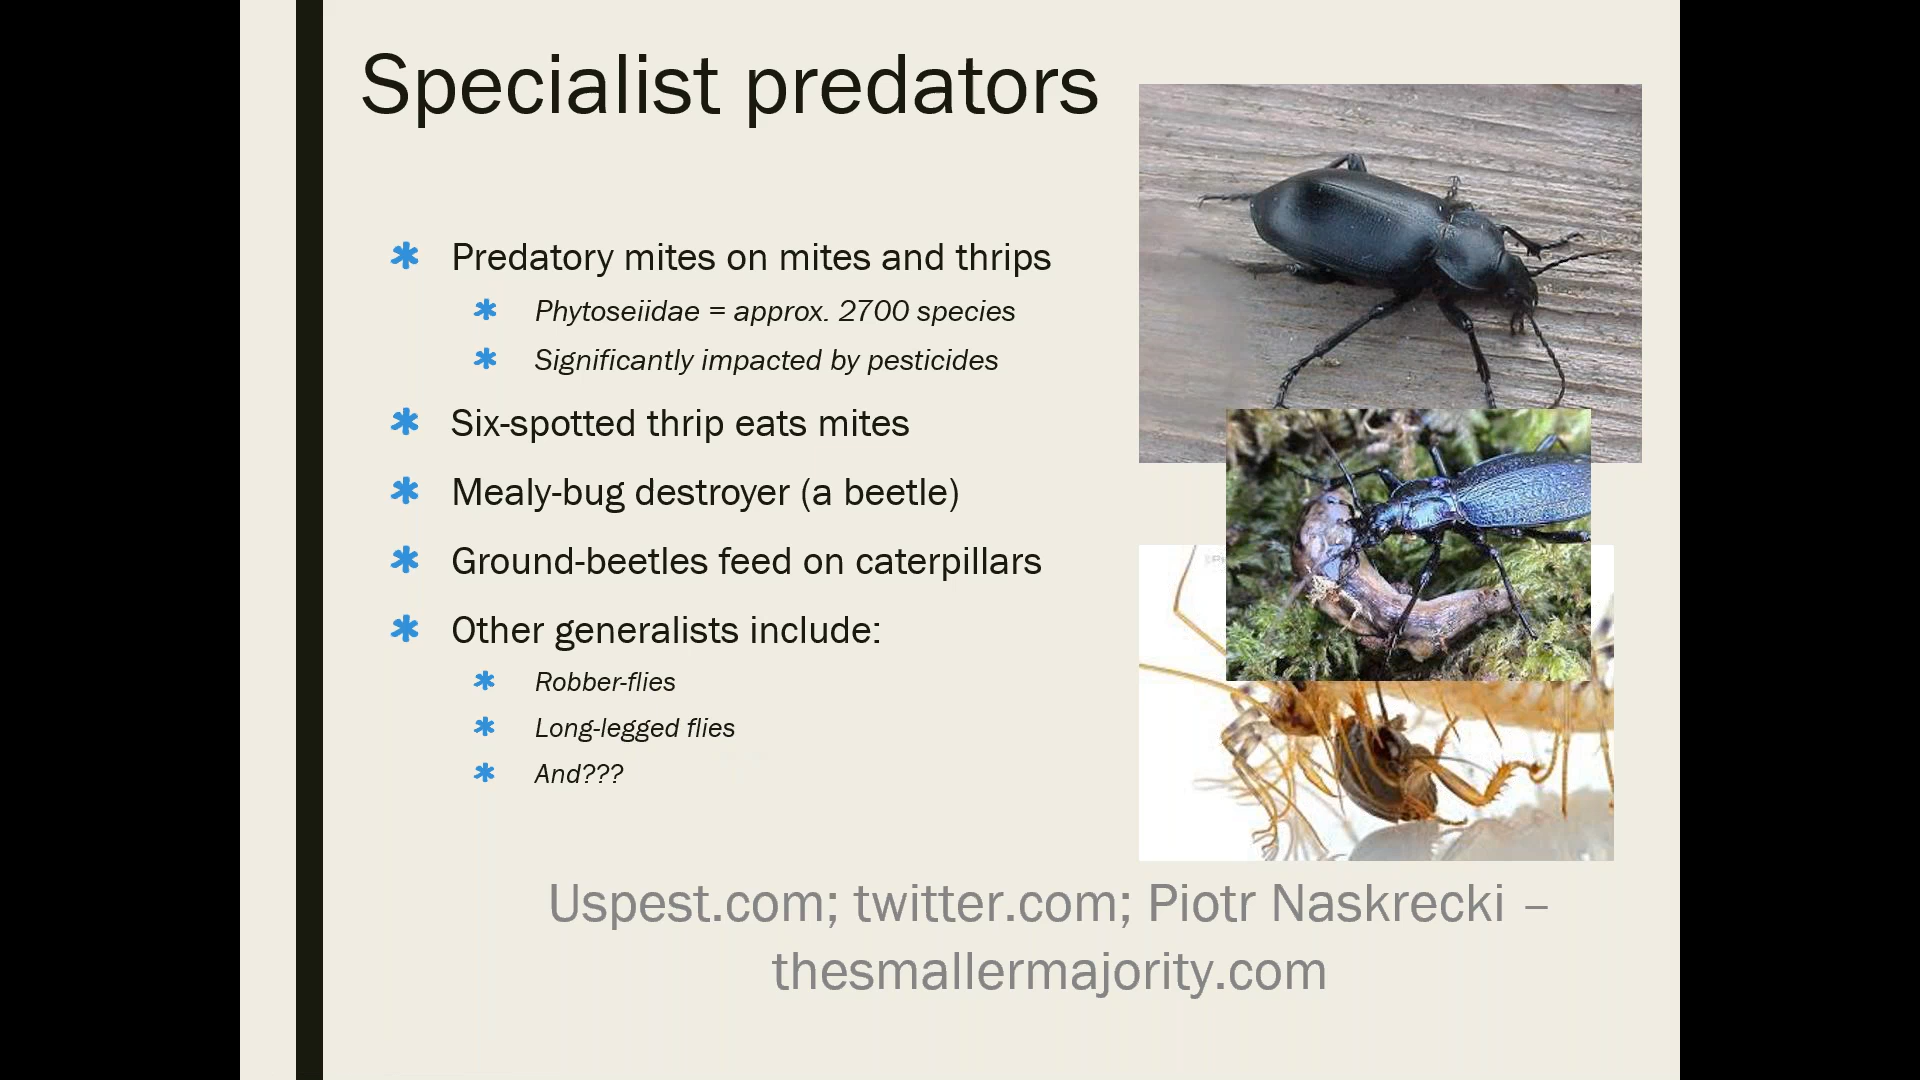 Specialist predators
Predatory mites on mites and thrips
Phytoseiidae = approx. 2700 species
Significantly impacted by pesticides
Six-spotted thrip eats mites
Mealy-bug destroyer (a beetle)
Ground-beetles feed on caterpillars
Other generalists include:
Robber-flies
Long-legged flies
And???
Uspest.com; twitter.com; Piotr Naskrecki –
thesmallermajority.com